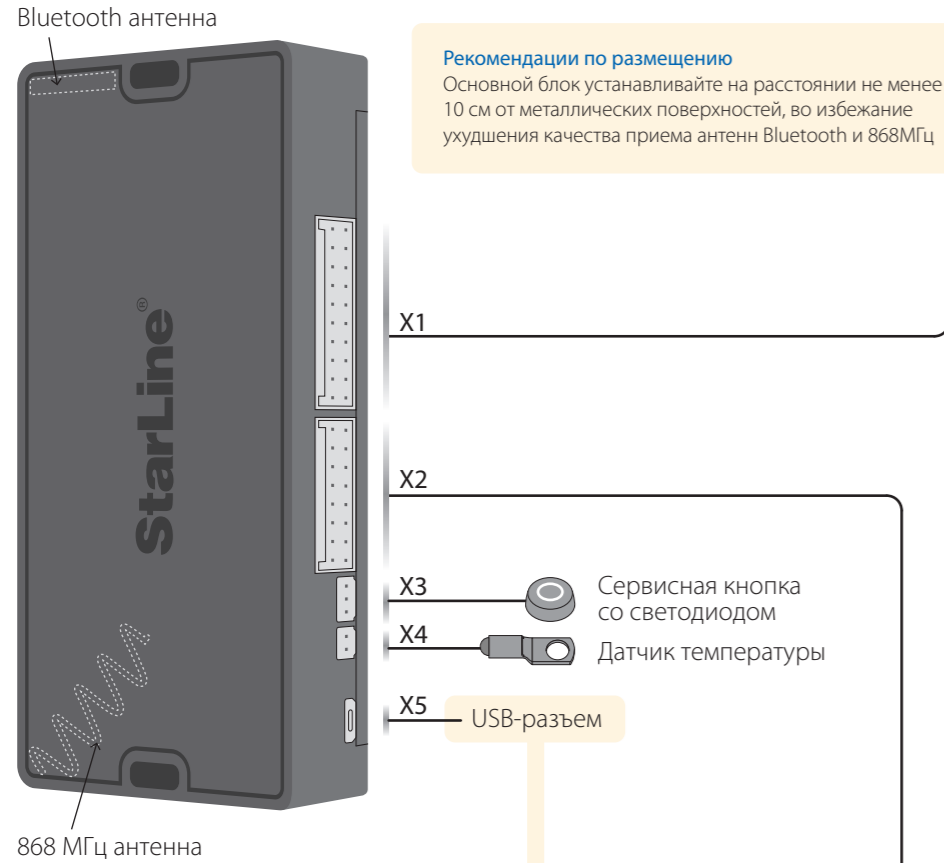 Bluetooth антенна
Рекомендации по размещению
Основной блок устанавливайте на расстоянии не менее
10 см от металлических поверхностей, во избежание
ухудшения качества приема антенн Bluetooth и 868МГц
StarLine®
X1
X2
X3
Сервисная кнопка
со светодиодом
X4
Датчик температуры
X5
USB-разъем
868 МГц антенна